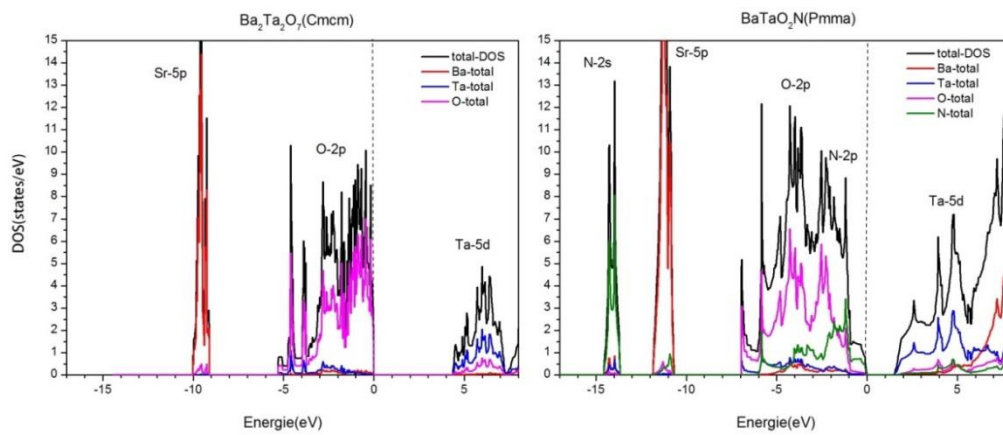 Ba₂Ta₂O₇(Cmcm)
15
14
13
12
11
10
9
8
7
6
5
4
3
2
1
0
DOS(states/eV)
Sr-5p
O-2p
Ta-5d
total-DOS
Ba-total
Ta-total
O-total
-15
-10
-5
0
5
Energie(eV)
BaTaO₂N(Pmma)
15
14
13
12
11
10
9
8
7
6
5
4
3
2
1
0
N-2s
Sr-5p
O-2p
N-2p
Ta-5d
total-DOS
Ba-total
Ta-total
O-total
N-total
-15
-10
-5
0
5
Energie(eV)